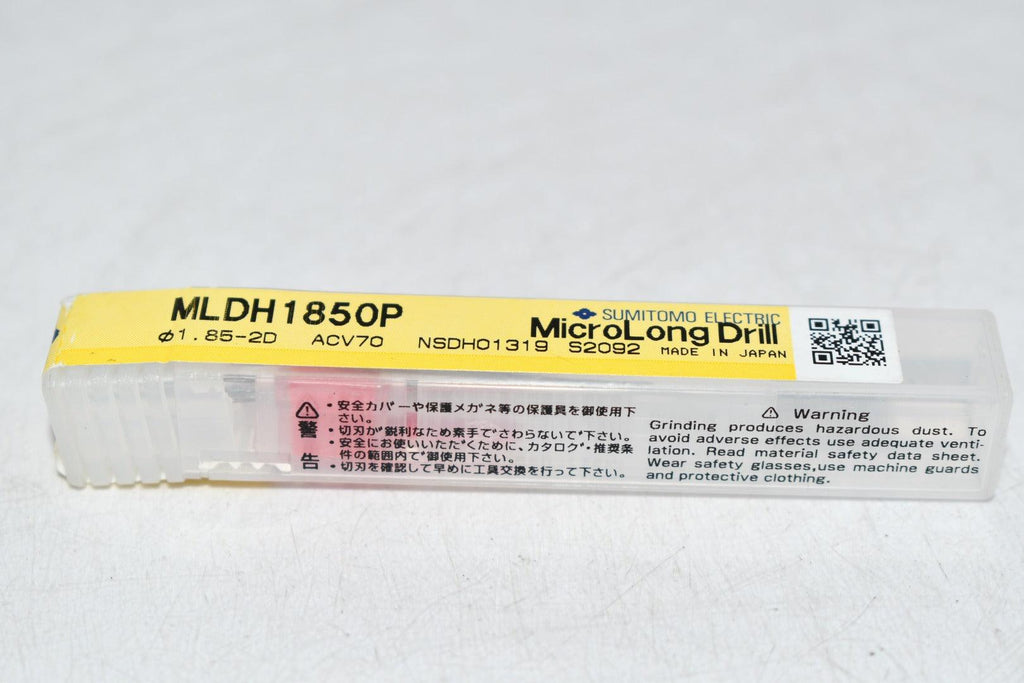 MLDH1850P
φ1.85-2D ACV70 NSDH01319 S2092 MADE IN JAPAN
SUMITOMO ELECTRIC
MicroLong Drill
警告
・安全カバーや保護メガネ等の保護具を御使用下
さい。
・切刃が鋭利なため素手でさわらないで下さい。
・安全にお使いいただくために、カタログ・推奨条
件の範囲内で御使用下さい。
・切刃を確認して早めに工具交換を行って下さい。
Warning
Grinding produces hazardous dust. To
avoid adverse effects use adequate venti-
lation. Read material safety data sheet.
Wear safety glasses,use machine guards
and protective clothing.